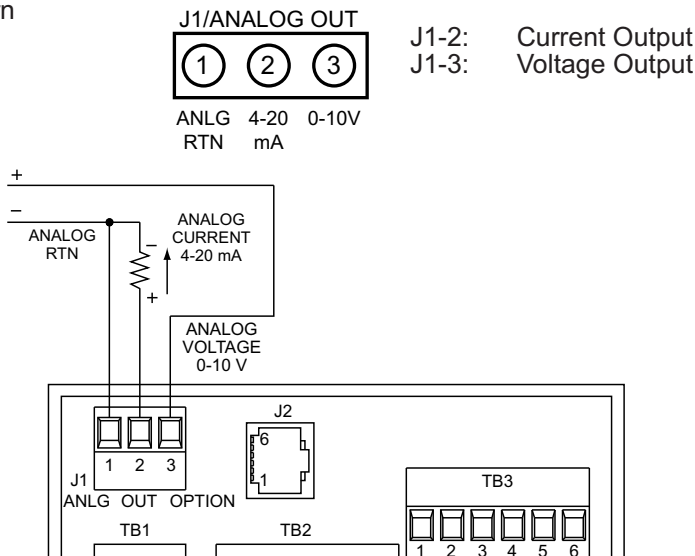 rn
J1/ANALOG OUT
1 2 3
ANLG 4-20 0-10V
RTN mA
J1-2: Current Output
J1-3: Voltage Output
+
−
ANALOG
RTN
ANALOG
CURRENT
4-20 mA
−
+
ANALOG
VOLTAGE
0-10 V
J2
6
1
1 2 3
J1
ANLG OUT OPTION
TB1
TB2
TB3
1 2 3 4 5 6